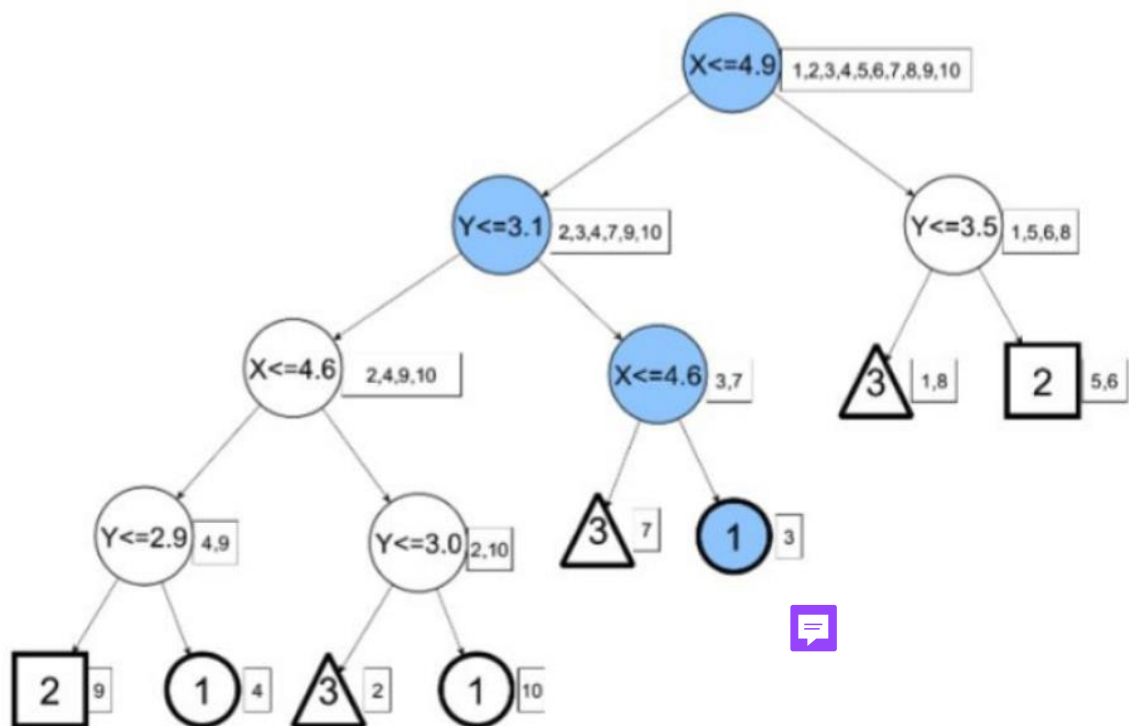 X<=4.9 1,2,3,4,5,6,7,8,9,10
Y<=3.1 2,3,4,7,9,10
Y<=3.5 1,5,6,8
X<=4.6 2,4,9,10
X<=4.6 3,7
3 1,8
2 5,6
Y<=2.9 4,9
Y<=3.0 2,10
3 7
1 3
2 9
1 4
3 2
1 10